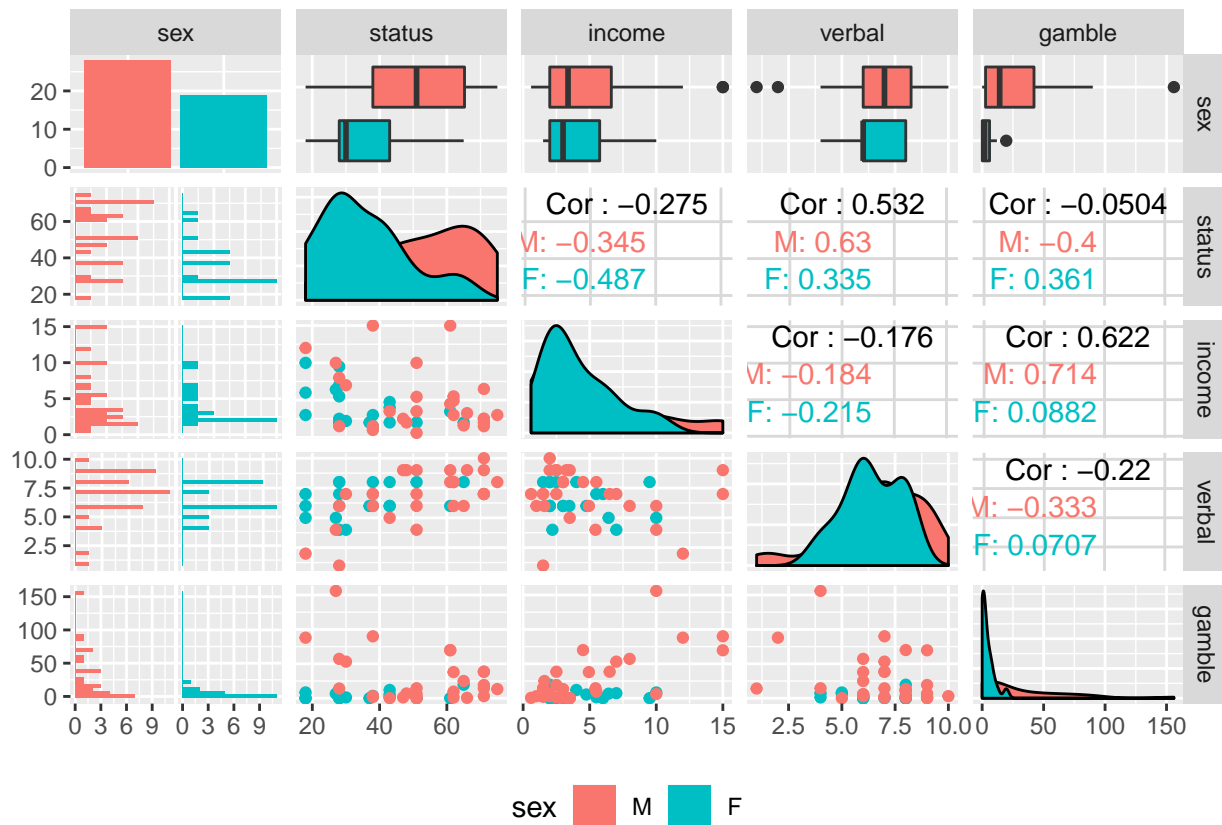 sex status income verbal gamble
20
10
0
sex
60
40
20
Cor : −0.275
M: −0.345
F: −0.487
Cor : 0.532
M: 0.63
F: 0.335
Cor : −0.0504
M: −0.4
F: 0.361
status
15
10
5
0
Cor : −0.176
M: −0.184
F: −0.215
Cor : 0.622
M: 0.714
F: 0.0882
income
10.0
7.5
5.0
2.5
Cor : −0.22
M: −0.333
F: 0.0707
verbal
150
100
50
0
gamble
0 3 6 9 0 3 6 9 20 40 60 0 5 10 15 2.5 5.0 7.5 10.0 0 50 100 150
sex M F